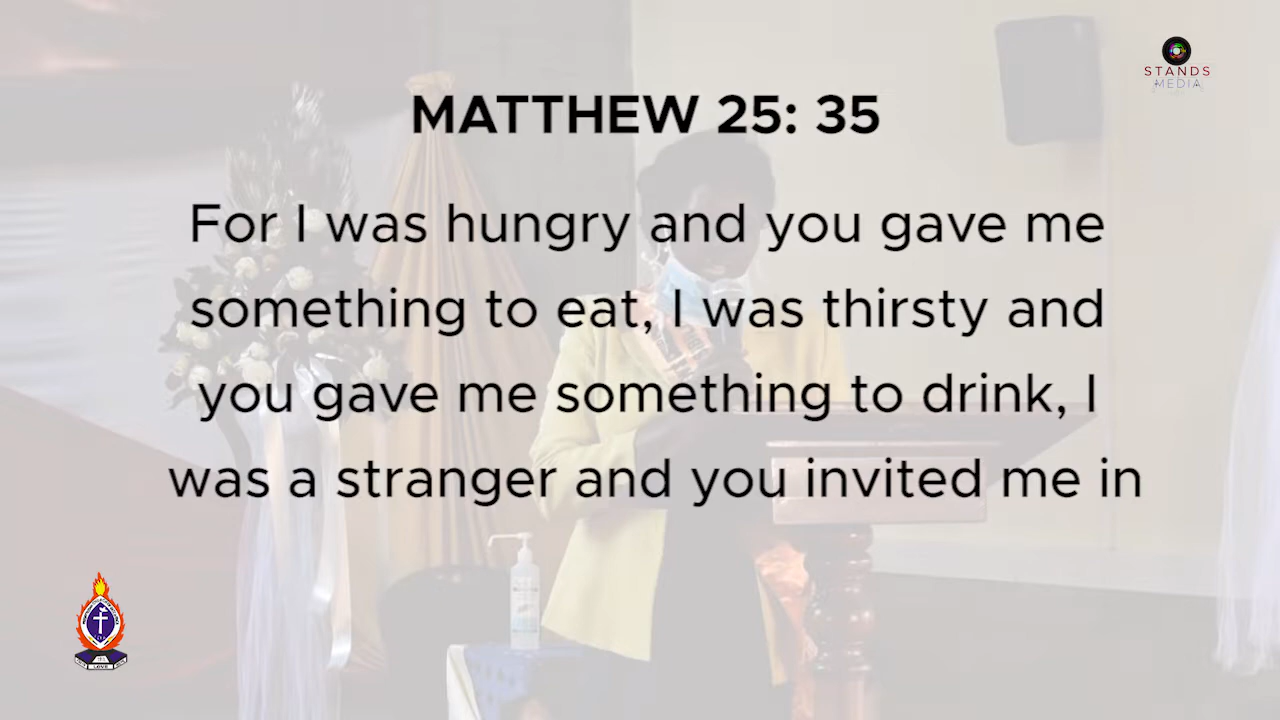 STANDS
MEDIA
MATTHEW 25: 35
For I was hungry and you gave me
something to eat, I was thirsty and
you gave me something to drink, I
was a stranger and you invited me in
LOVE